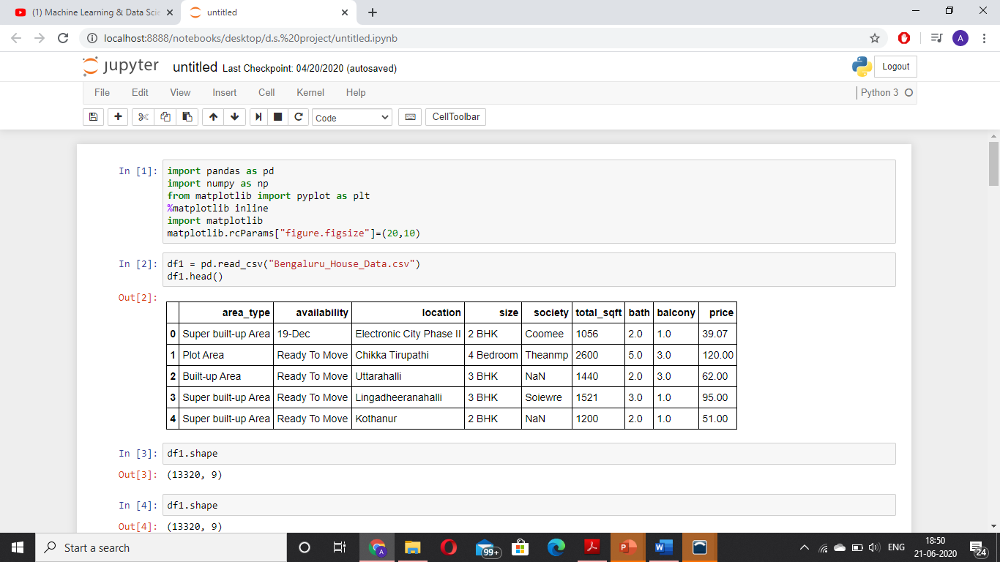 (1) Machine Learning & Data Scie
untitled
localhost:8888/notebooks/desktop/d.s.%20project/untitled.ipynb
A
jupyter untitled Last Checkpoint: 04/20/2020 (autosaved)
Logout
File Edit View Insert Cell Kernel Help
Python 3
Code
CellToolbar
In [1]: import pandas as pd
import numpy as np
from matplotlib import pyplot as plt
%matplotlib inline
import matplotlib
matplotlib.rcParams["figure.figsize"]=(20,10)
In [2]: df1 = pd.read_csv("Bengaluru_House_Data.csv")
df1.head()
Out[2]:
area_type availability location size society total_sqft bath balcony price
0 Super built-up Area 19-Dec Electronic City Phase II 2 BHK Coomee 1056 2.0 1.0 39.07
1 Plot Area Ready To Move Chikka Tirupathi 4 Bedroom Theanmp 2600 5.0 3.0 120.00
2 Built-up Area Ready To Move Uttarahalli 3 BHK NaN 1440 2.0 3.0 62.00
3 Super built-up Area Ready To Move Lingadheeranahalli 3 BHK Soiewre 1521 3.0 1.0 95.00
4 Super built-up Area Ready To Move Kothanur 2 BHK NaN 1200 2.0 1.0 51.00
In [3]: df1.shape
Out[3]: (13320, 9)
In [4]: df1.shape
Out[4]: (13320, 9)
Start a search
A
99+
ENG
18:50
21-06-2020
24